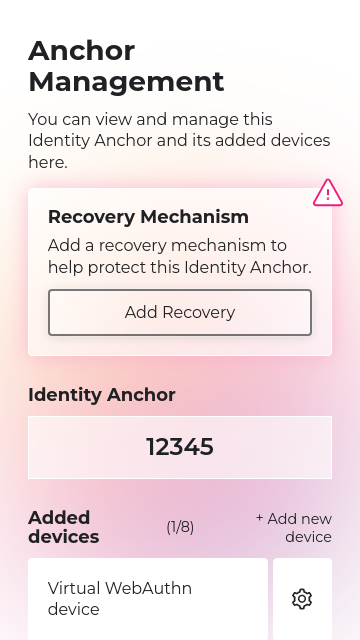 Anchor
Management
You can view and manage this
Identity Anchor and its added devices
here.
Recovery Mechanism
Add a recovery mechanism to
help protect this Identity Anchor.
Add Recovery
Identity Anchor
12345
Added
devices
(1/8)
+ Add new
device
Virtual WebAuthn
device